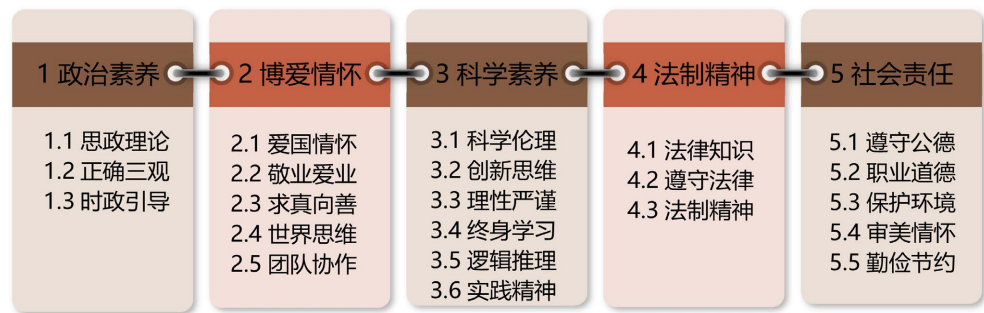 1 政治素养
1.1 思政理论
1.2 正确三观
1.3 时政引导
2 博爱情怀
2.1 爱国情怀
2.2 敬业爱业
2.3 求真向善
2.4 世界思维
2.5 团队协作
3 科学素养
3.1 科学伦理
3.2 创新思维
3.3 理性严谨
3.4 终身学习
3.5 逻辑推理
3.6 实践精神
4 法制精神
4.1 法律知识
4.2 遵守法律
4.3 法制精神
5 社会责任
5.1 遵守公德
5.2 职业道德
5.3 保护环境
5.4 审美情怀
5.5 勤俭节约